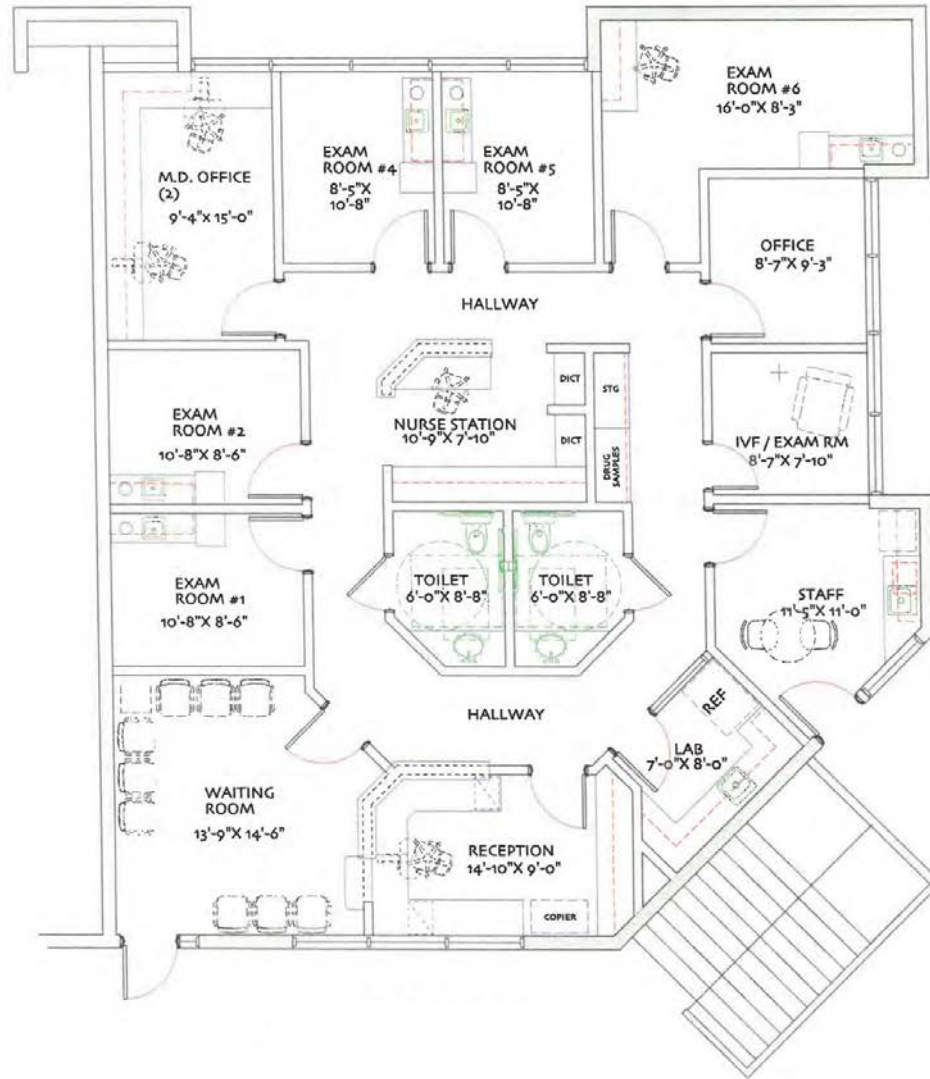 EXAM
ROOM #6
16'-0"X 8'-3"
EXAM
ROOM #4
8'-5"X
10'-8"
EXAM
ROOM #5
8'-5"X
10'-8"
M.D. OFFICE
(2)
9'-4"X 15'-0"
OFFICE
8'-7"X 9'-3"
HALLWAY
DICT
STG
NURSE STATION
10'-9"X 7'-10"
DICT
DRUG
SAMPLES
EXAM
ROOM #2
10'-8"X 8'-6"
IVF / EXAM RM
8'-7"X 7'-10"
EXAM
ROOM #1
10'-8"X 8'-6"
TOILET
6'-0"X 8'-8"
TOILET
6'-0"X 8'-8"
STAFF
11'-5"X 11'-0"
REF
HALLWAY
LAB
7'-0"X 8'-0"
WAITING
ROOM
13'-9"X 14'-6"
RECEPTION
14'-10"X 9'-0"
COPIER